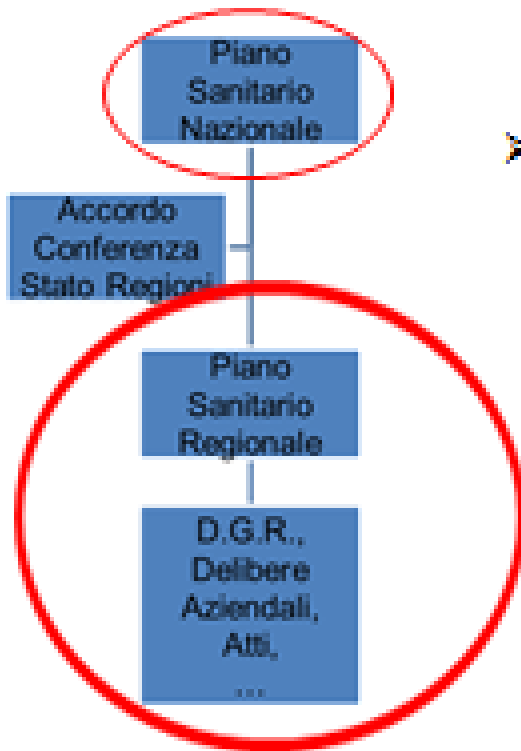 Piano
Sanitario
Nazionale
Accordo
Conferenza
Stato Regioni
Piano
Sanitario
Regionale
D.G.R.,
Delibere
Aziendali,
Atti,
...